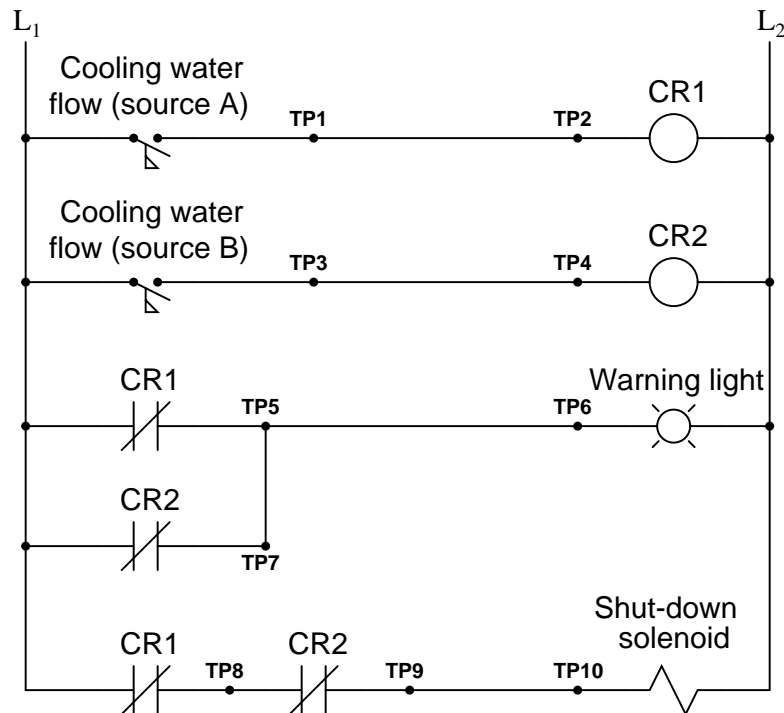 L1
L2
Cooling water
flow (source A)
TP1
TP2
CR1
Cooling water
flow (source B)
TP3
TP4
CR2
CR1
TP5
TP6
Warning light
CR2
TP7
CR1
TP8
CR2
TP9
TP10
Shut-down
solenoid